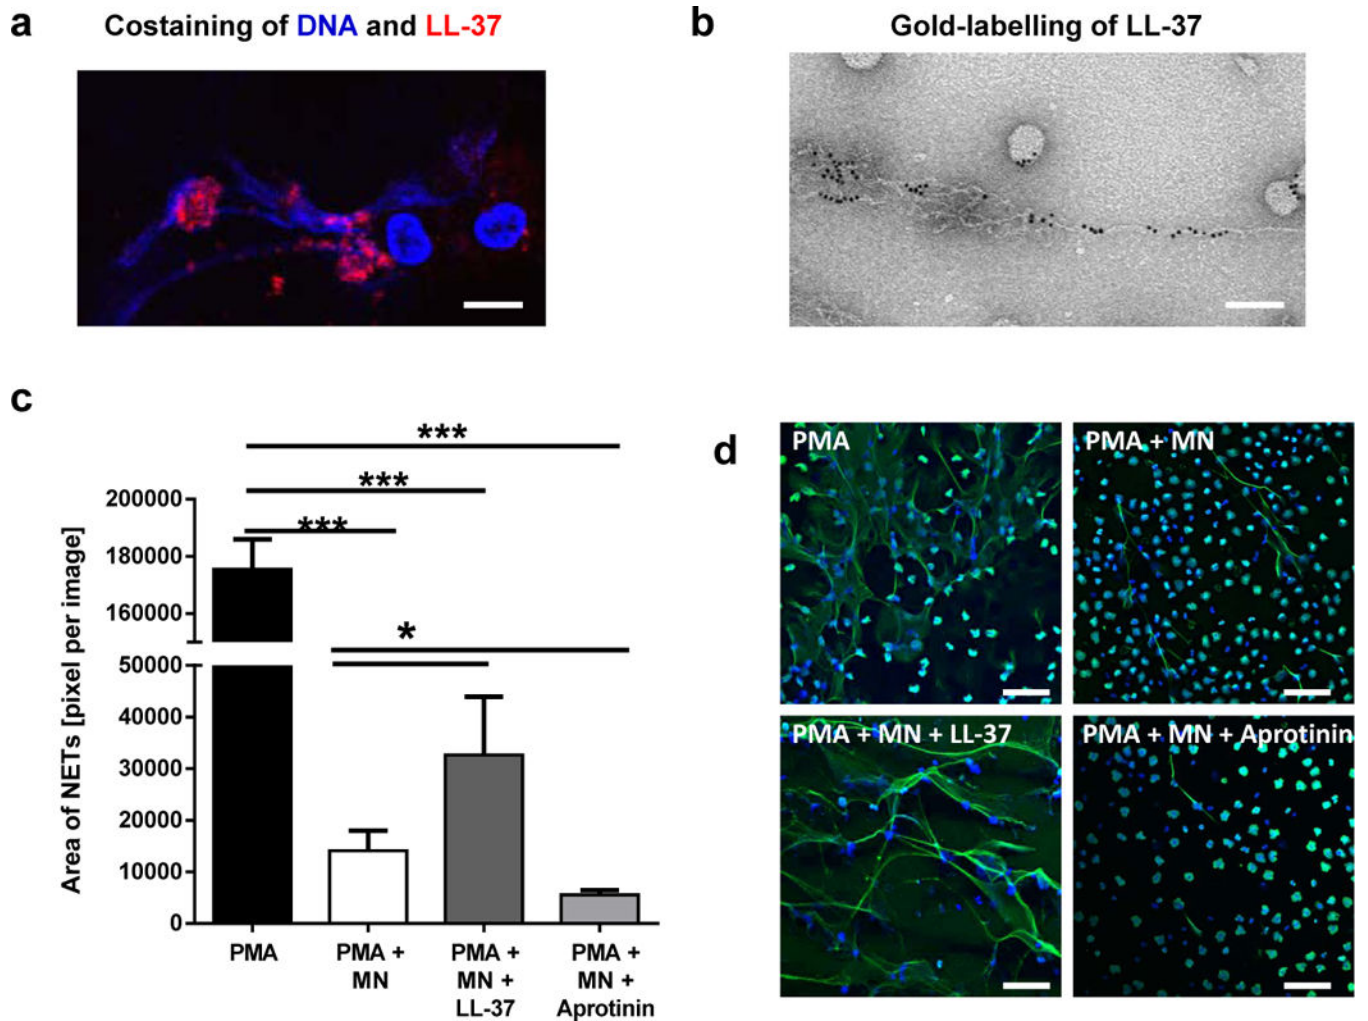 a
Costaining of DNA and LL-37
b
Gold-labelling of LL-37
c
***
***
***
*
Area of NETs [pixel per image]
200000
180000
160000
50000
40000
30000
20000
10000
0
PMA
PMA +
MN
PMA +
MN +
LL-37
PMA +
MN +
Aprotinin
d
PMA
PMA + MN
PMA + MN + LL-37
PMA + MN + Aprotinin